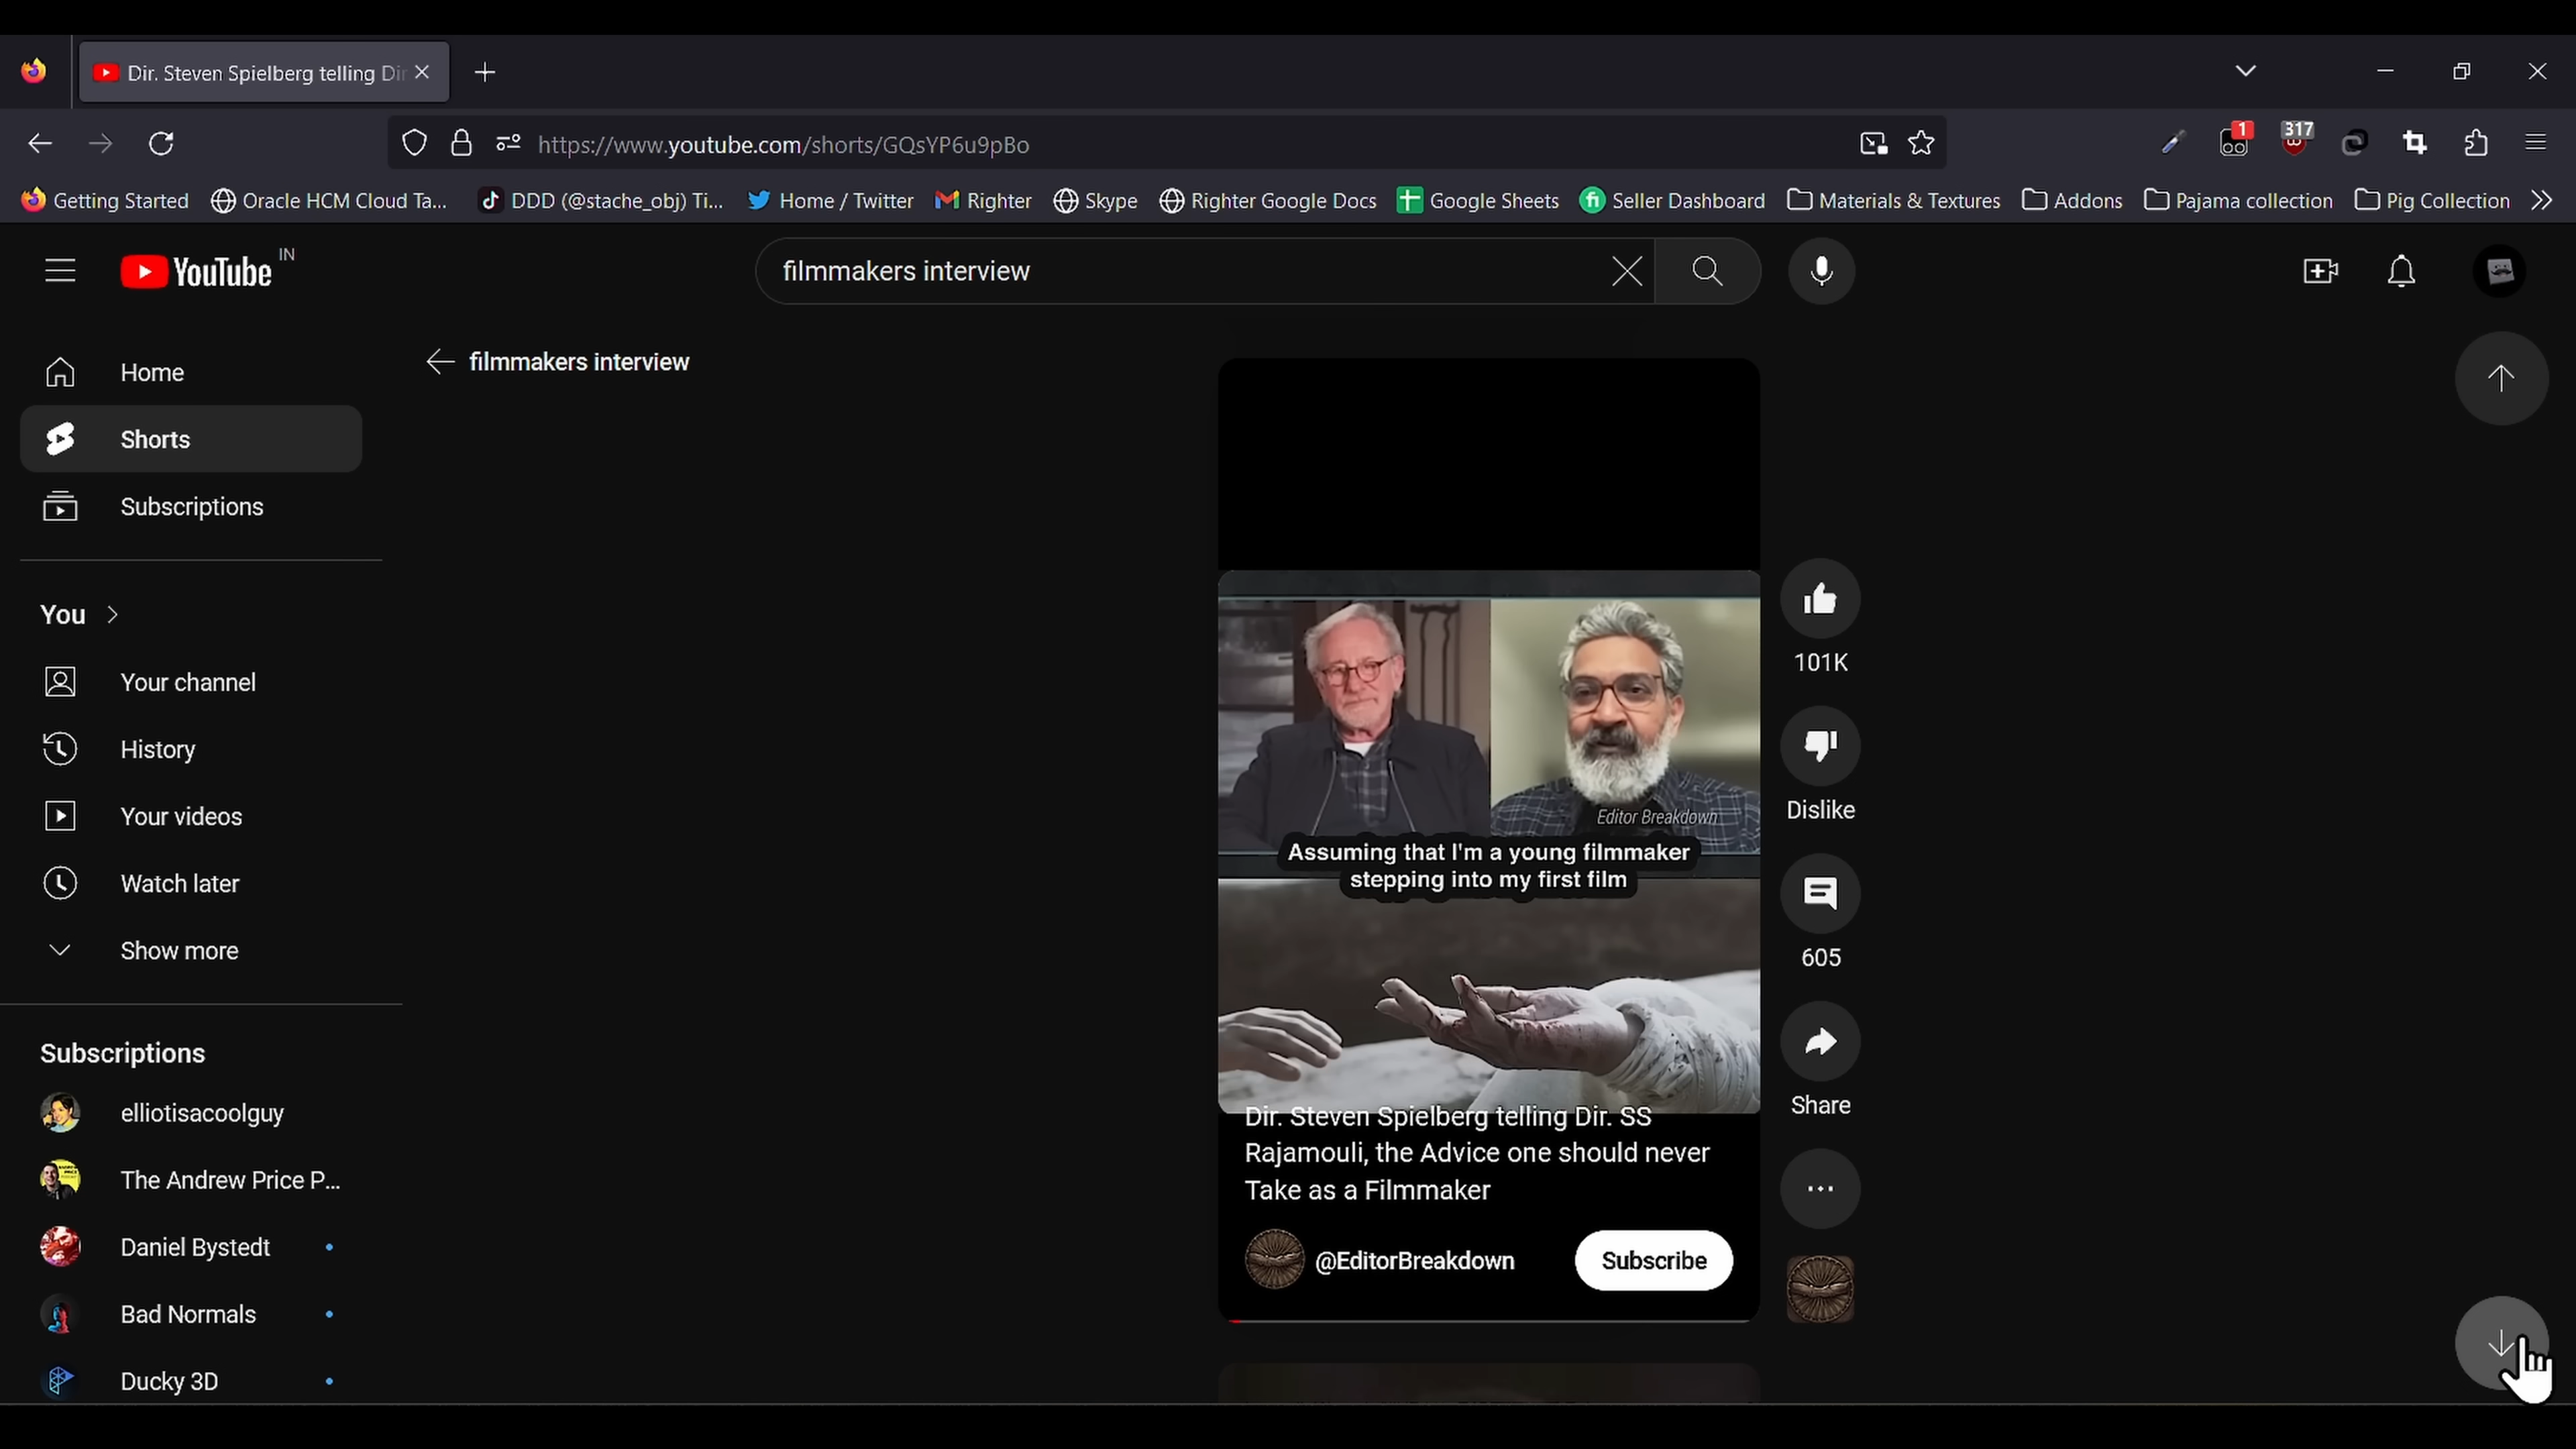 Dir. Steven Spielberg telling Dir
1
317
https://www.youtube.com/shorts/GQsYP6u9pBo
Getting Started
Oracle HCM Cloud Ta...
DDD (@stache_obj) Ti...
Home / Twitter
Righter
Skype
Righter Google Docs
Google Sheets
fi
Seller Dashboard
Materials & Textures
Addons
Pajama collection
Pig Collection
YouTube
IN
filmmakers interview
Home
filmmakers interview
Shorts
Subscriptions
You
Your channel
History
Your videos
Watch later
Show more
Subscriptions
elliotisacoolguy
The Andrew Price P...
Daniel Bystedt
Bad Normals
Ducky 3D
Editor Breakdown
Assuming that I'm a young filmmaker
stepping into my first film
Dir. Steven Spielberg telling Dir. SS
Rajamouli, the Advice one should never
Take as a Filmmaker
@EditorBreakdown
Subscribe
101K
Dislike
605
Share